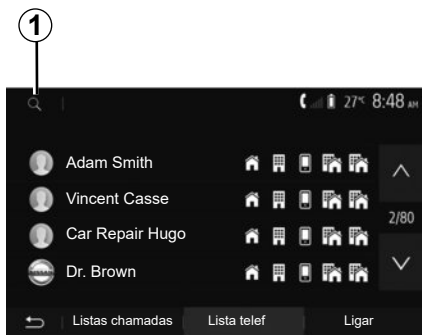 1
27°C 8:48 AM
Adam Smith
Vincent Casse
Car Repair Hugo
2/80
Dr. Brown
NISSAN
Listas chamadas Lista telef Ligar